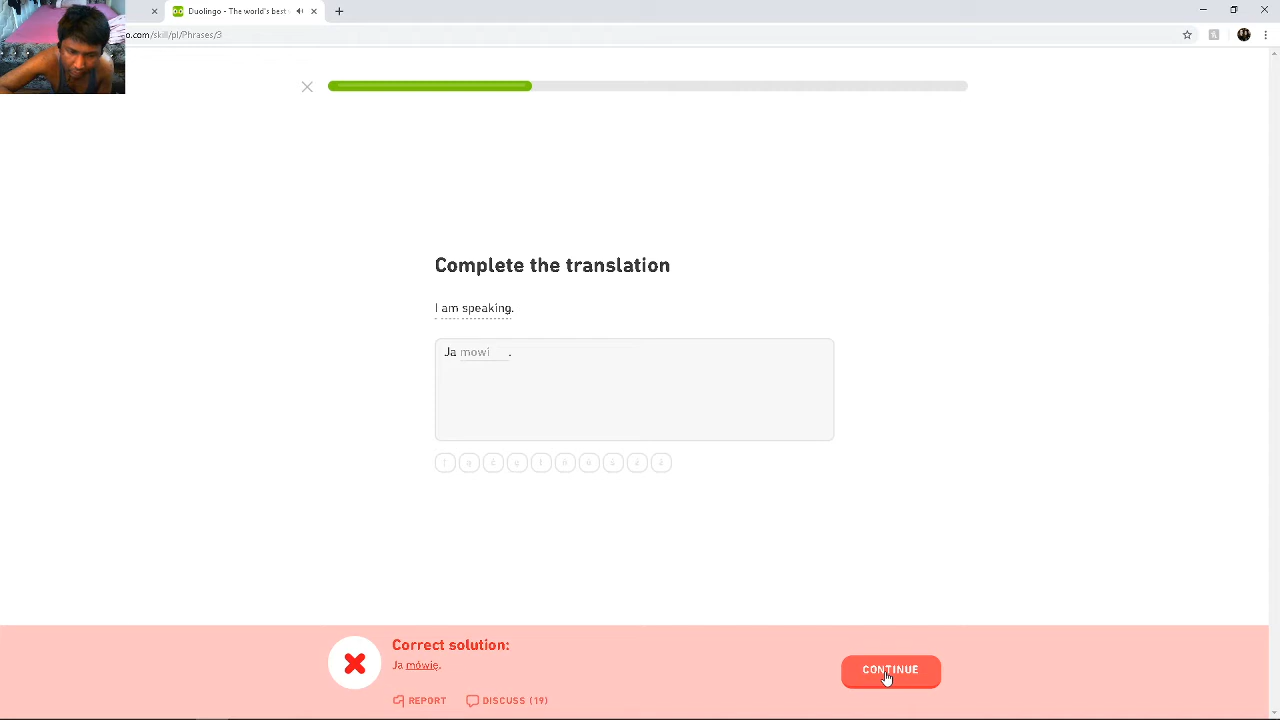 Duolingo - The world's best
o.com/skill/pl/Phrases/3
Complete the translation
I am speaking.
Ja mowi .
Correct solution:
Ja mówię.
REPORT
DISCUSS (19)
CONTINUE